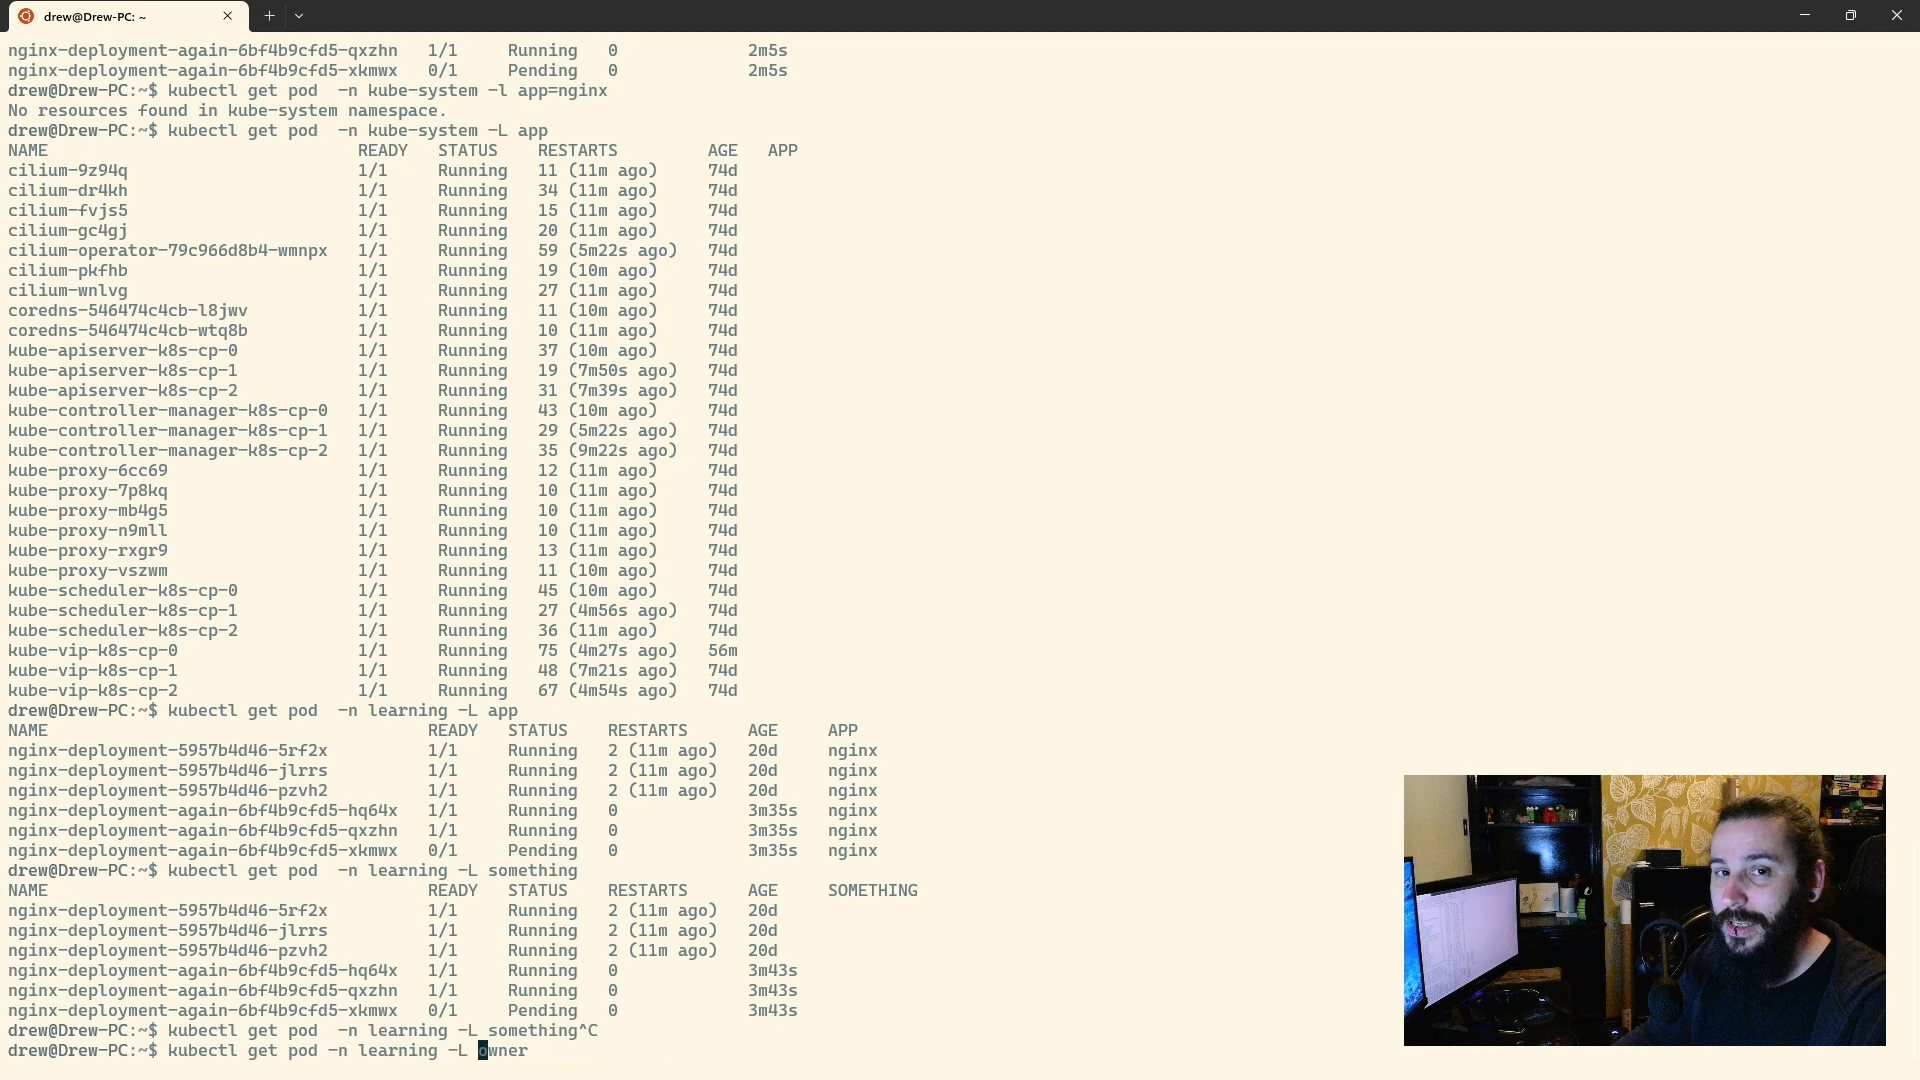 drew@Drew-PC: ~
nginx-deployment-again-6bf4b9cfd5-qxzhn   1/1     Running   0             2m5s
nginx-deployment-again-6bf4b9cfd5-xkmwx   0/1     Pending   0             2m5s
drew@Drew-PC:~$ kubectl get pod  -n kube-system -l app=nginx
No resources found in kube-system namespace.
drew@Drew-PC:~$ kubectl get pod  -n kube-system -L app
NAME                               READY   STATUS    RESTARTS         AGE   APP
cilium-9z94q                       1/1     Running   11 (11m ago)     74d
cilium-dr4kh                       1/1     Running   34 (11m ago)     74d
cilium-fvjs5                       1/1     Running   15 (11m ago)     74d
cilium-gc4gj                       1/1     Running   20 (11m ago)     74d
cilium-operator-79c966d8b4-wmnpx   1/1     Running   59 (5m22s ago)   74d
cilium-pkfhb                       1/1     Running   19 (10m ago)     74d
cilium-wnlvg                       1/1     Running   27 (11m ago)     74d
coredns-546474c4cb-l8jwv           1/1     Running   11 (10m ago)     74d
coredns-546474c4cb-wtq8b           1/1     Running   10 (11m ago)     74d
kube-apiserver-k8s-cp-0            1/1     Running   37 (10m ago)     74d
kube-apiserver-k8s-cp-1            1/1     Running   19 (7m50s ago)   74d
kube-apiserver-k8s-cp-2            1/1     Running   31 (7m39s ago)   74d
kube-controller-manager-k8s-cp-0   1/1     Running   43 (10m ago)     74d
kube-controller-manager-k8s-cp-1   1/1     Running   29 (5m22s ago)   74d
kube-controller-manager-k8s-cp-2   1/1     Running   35 (9m22s ago)   74d
kube-proxy-6cc69                   1/1     Running   12 (11m ago)     74d
kube-proxy-7p8kq                   1/1     Running   10 (11m ago)     74d
kube-proxy-mb4g5                   1/1     Running   10 (11m ago)     74d
kube-proxy-n9mll                   1/1     Running   10 (11m ago)     74d
kube-proxy-rxgr9                   1/1     Running   13 (11m ago)     74d
kube-proxy-vszwm                   1/1     Running   11 (10m ago)     74d
kube-scheduler-k8s-cp-0            1/1     Running   45 (10m ago)     74d
kube-scheduler-k8s-cp-1            1/1     Running   27 (4m56s ago)   74d
kube-scheduler-k8s-cp-2            1/1     Running   36 (11m ago)     74d
kube-vip-k8s-cp-0                  1/1     Running   75 (4m27s ago)   56m
kube-vip-k8s-cp-1                  1/1     Running   48 (7m21s ago)   74d
kube-vip-k8s-cp-2                  1/1     Running   67 (4m54s ago)   74d
drew@Drew-PC:~$ kubectl get pod  -n learning -L app
NAME                                      READY   STATUS    RESTARTS      AGE     APP
nginx-deployment-5957b4d46-5rf2x          1/1     Running   2 (11m ago)   20d     nginx
nginx-deployment-5957b4d46-jlrrs          1/1     Running   2 (11m ago)   20d     nginx
nginx-deployment-5957b4d46-pzvh2          1/1     Running   2 (11m ago)   20d     nginx
nginx-deployment-again-6bf4b9cfd5-hq64x   1/1     Running   0             3m35s   nginx
nginx-deployment-again-6bf4b9cfd5-qxzhn   1/1     Running   0             3m35s   nginx
nginx-deployment-again-6bf4b9cfd5-xkmwx   0/1     Pending   0             3m35s   nginx
drew@Drew-PC:~$ kubectl get pod  -n learning -L something
NAME                                      READY   STATUS    RESTARTS      AGE     SOMETHING
nginx-deployment-5957b4d46-5rf2x          1/1     Running   2 (11m ago)   20d
nginx-deployment-5957b4d46-jlrrs          1/1     Running   2 (11m ago)   20d
nginx-deployment-5957b4d46-pzvh2          1/1     Running   2 (11m ago)   20d
nginx-deployment-again-6bf4b9cfd5-hq64x   1/1     Running   0             3m43s
nginx-deployment-again-6bf4b9cfd5-qxzhn   1/1     Running   0             3m43s
nginx-deployment-again-6bf4b9cfd5-xkmwx   0/1     Pending   0             3m43s
drew@Drew-PC:~$ kubectl get pod  -n learning -L something^C
drew@Drew-PC:~$ kubectl get pod -n learning -L owner